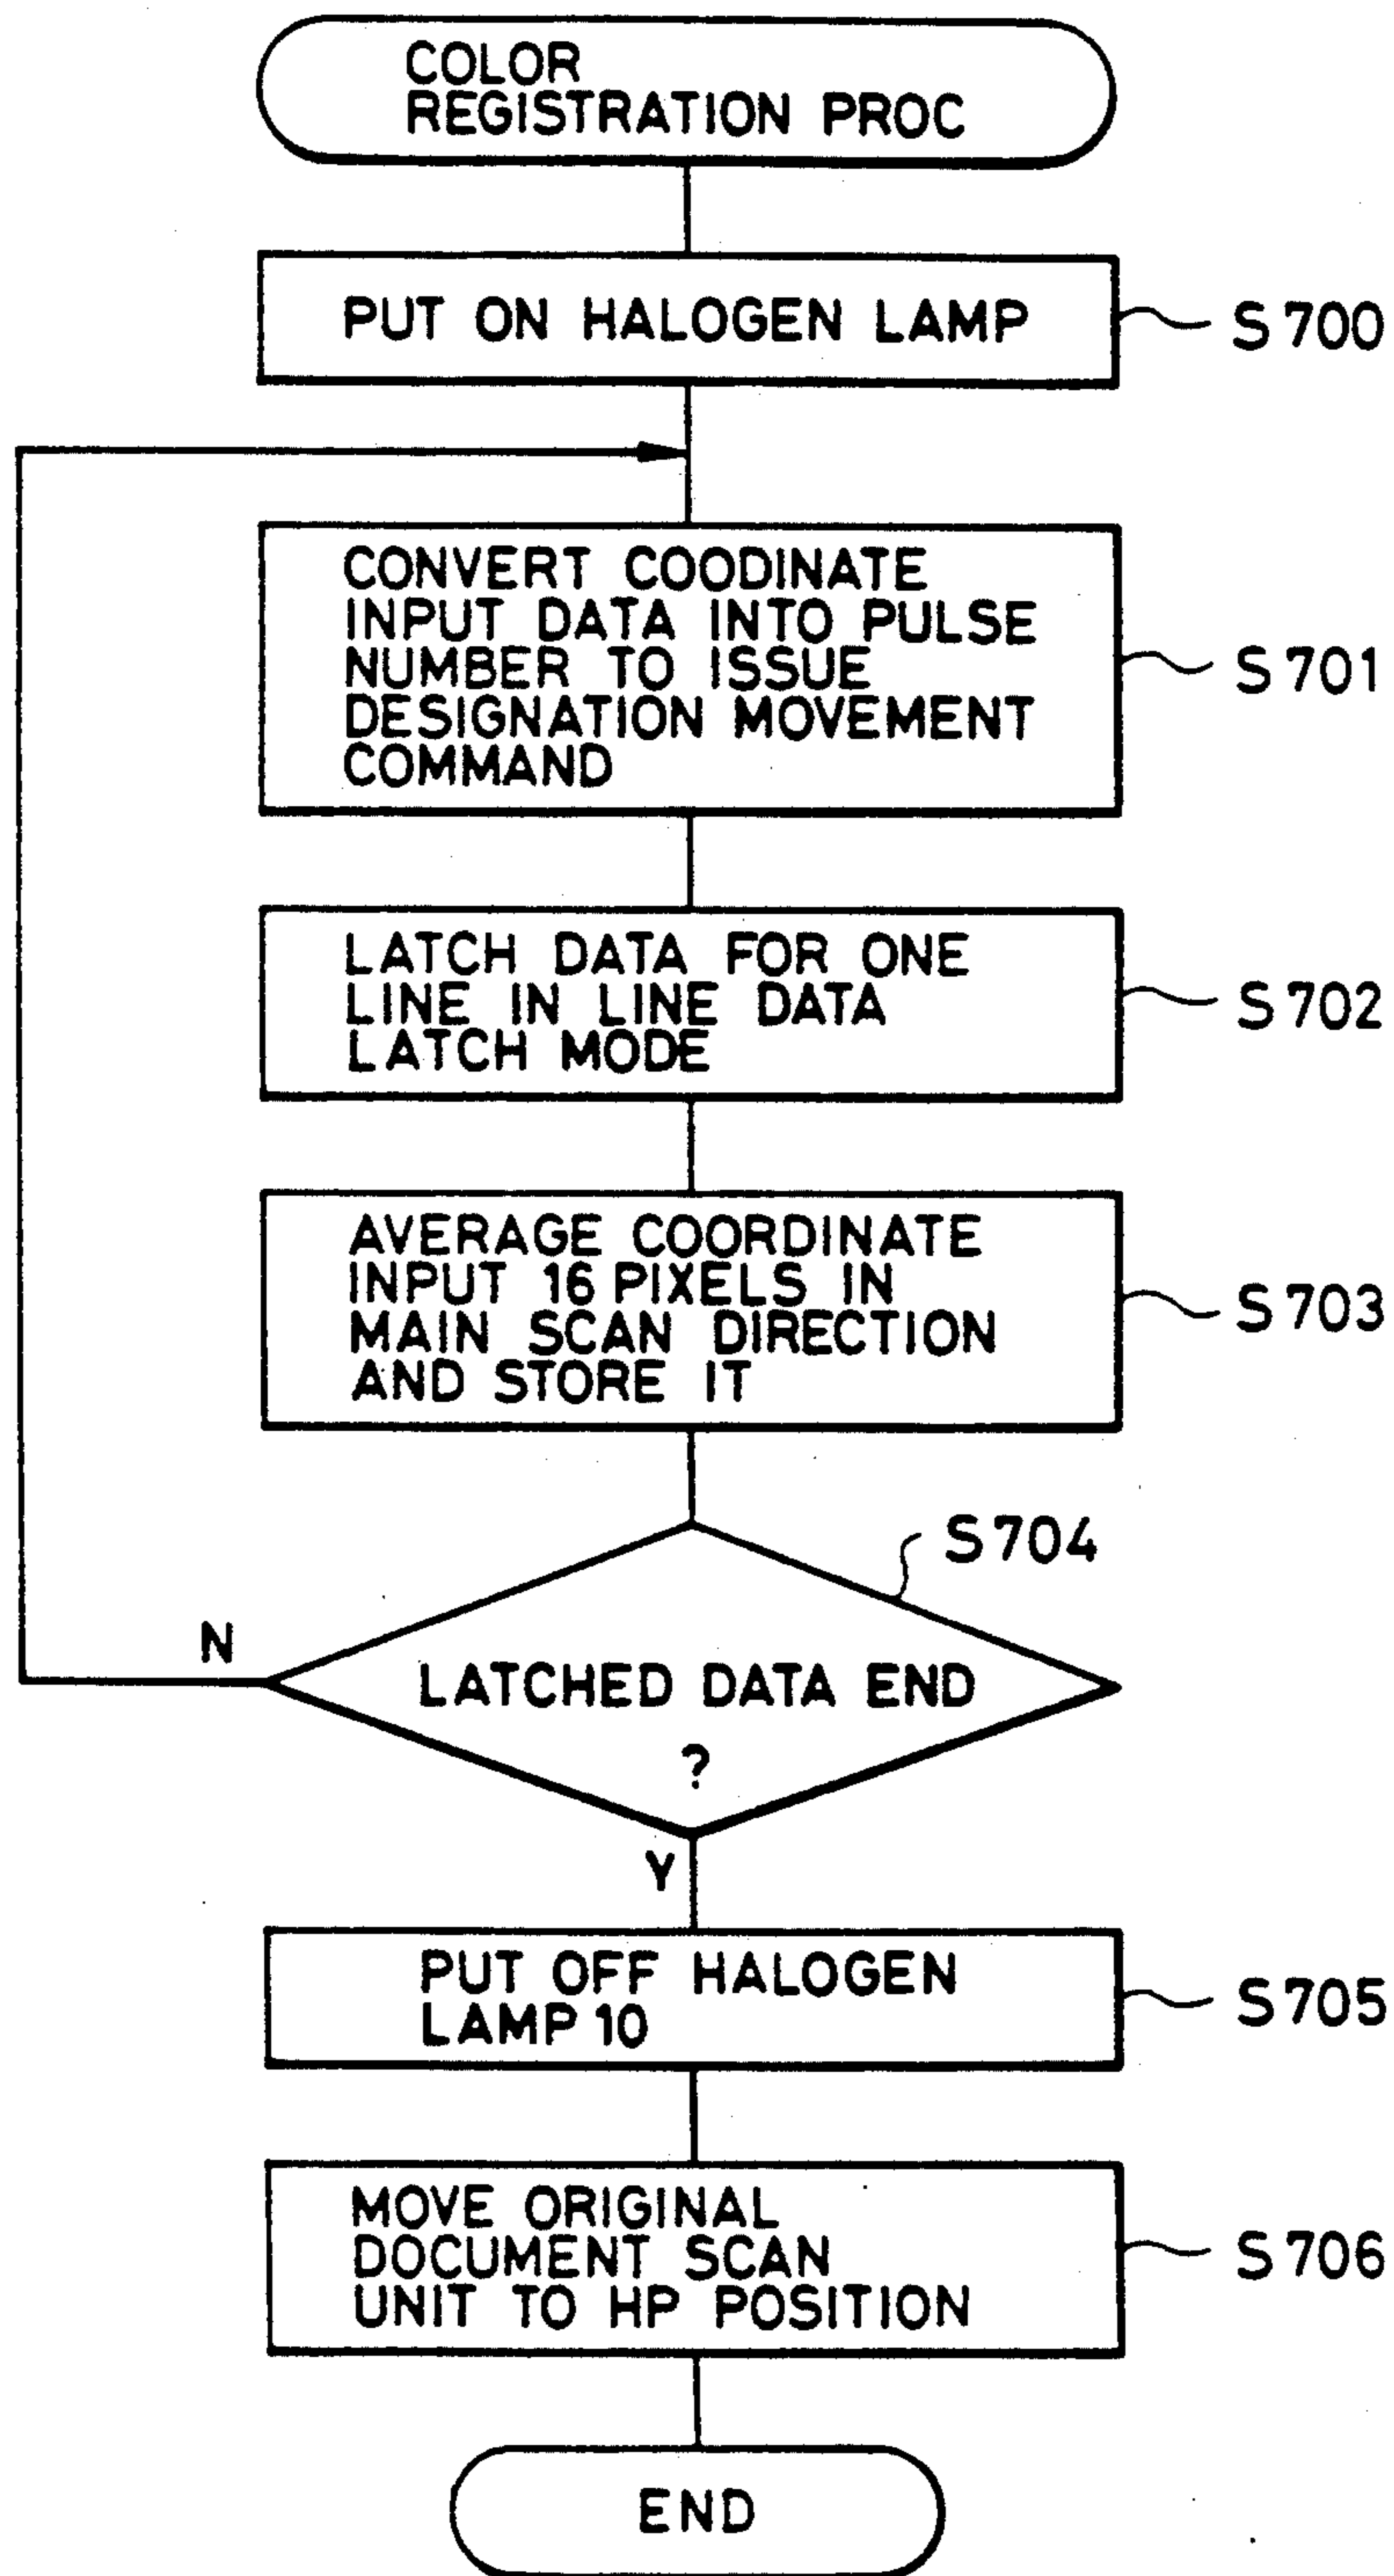 COLOR
REGISTRATION PROC
PUT ON HALOGEN LAMP
S700
CONVERT COODINATE
INPUT DATA INTO PULSE
NUMBER TO ISSUE
DESIGNATION MOVEMENT
COMMAND
S701
LATCH DATA FOR ONE
LINE IN LINE DATA
LATCH MODE
S702
AVERAGE COORDINATE
INPUT 16 PIXELS IN
MAIN SCAN DIRECTION
AND STORE IT
S703
S704
N
LATCHED DATA END
?
Y
PUT OFF HALOGEN
LAMP 10
S705
MOVE ORIGINAL
DOCUMENT SCAN
UNIT TO HP POSITION
S706
END